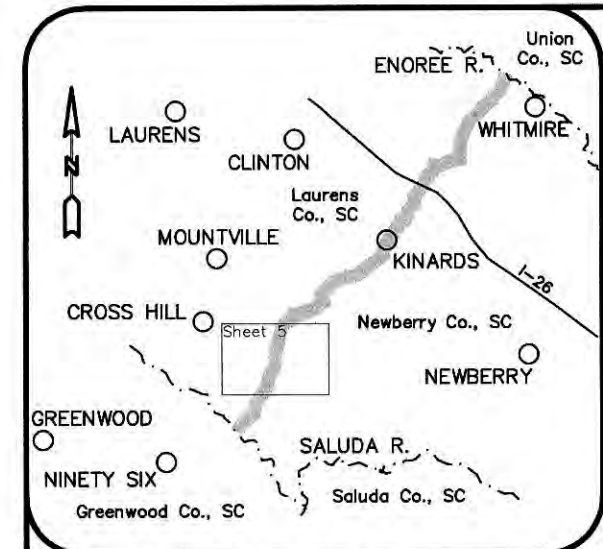 Union
Co., SC
ENOREE R.
WHITMIRE
LAURENS
CLINTON
N
Laurens
Co., SC
MOUNTVILLE
KINARDS
I-26
CROSS HILL
Sheet 5
Newberry Co., SC
NEWBERRY
GREENWOOD
SALUDA R.
NINETY SIX
Saluda Co., SC
Greenwood Co., SC